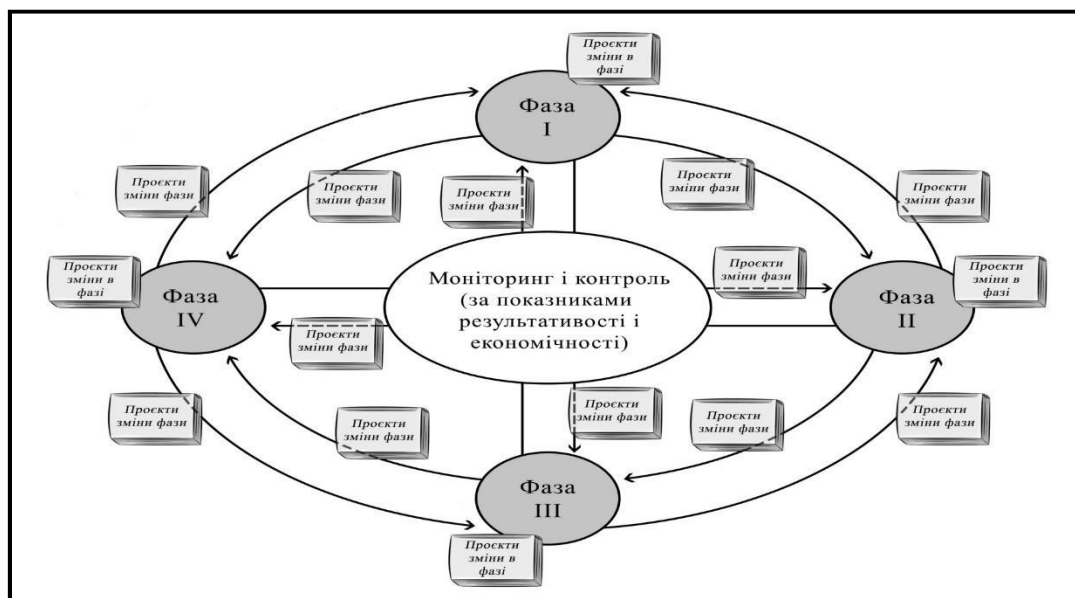 Проєкти
зміни в
фазі
Фаза
I
Проєкти
зміни фази
Проєкти
зміни фази
Проєкти
зміни фази
Проєкти
зміни фази
Проєкти
зміни фази
Проєкти
зміни в
фазі
Фаза
IV
Моніторинг і контроль
(за показниками
результативості і
економічності)
Проєкти
зміни фази
Фаза
II
Проєкти
зміни в
фазі
Проєкти
зміни фази
Проєкти
зміни фази
Проєкти
зміни фази
Проєкти
зміни фази
Проєкти
зміни фази
Проєкти
зміни фази
Фаза
III
Проєкти
зміни в
фазі